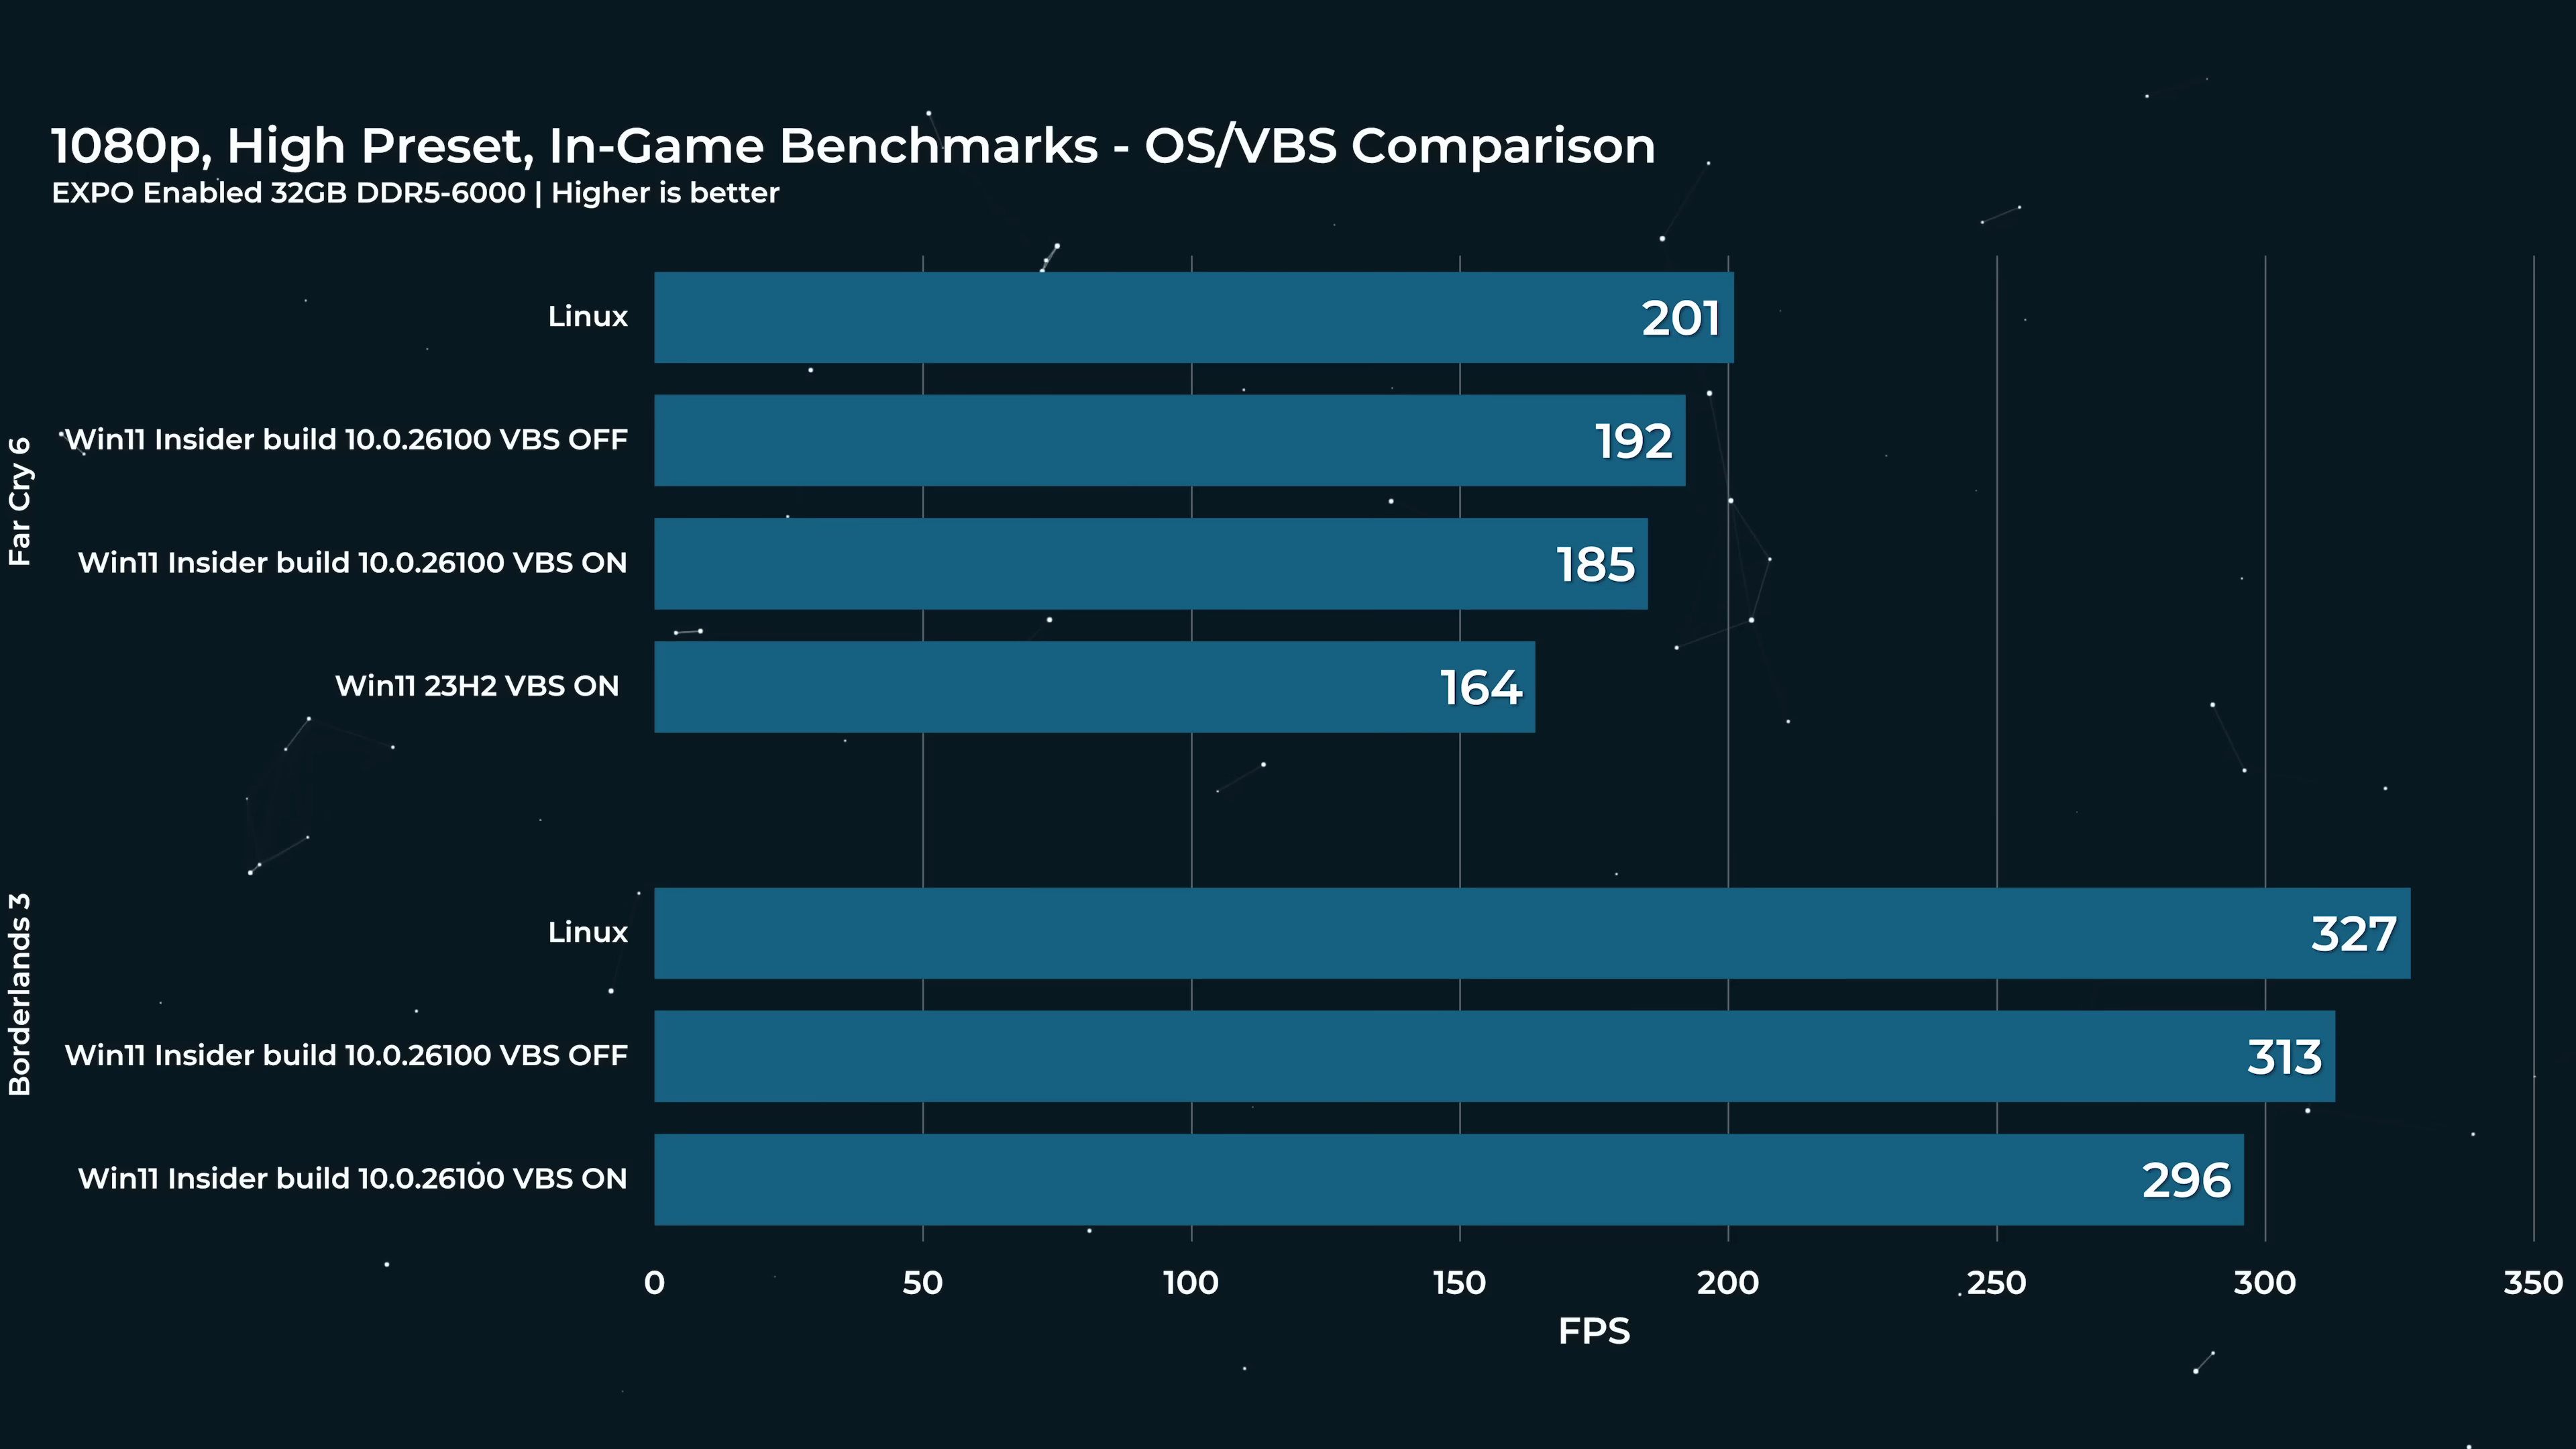 1080p, High Preset, In-Game Benchmarks - OS/VBS Comparison
EXPO Enabled 32GB DDR5-6000 | Higher is better
Far Cry 6
Linux
201
Win11 Insider build 10.0.26100 VBS OFF
192
Win11 Insider build 10.0.26100 VBS ON
185
Win11 23H2 VBS ON
164
Borderlands 3
Linux
327
Win11 Insider build 10.0.26100 VBS OFF
313
Win11 Insider build 10.0.26100 VBS ON
296
0 50 100 150 200 250 300 350
FPS